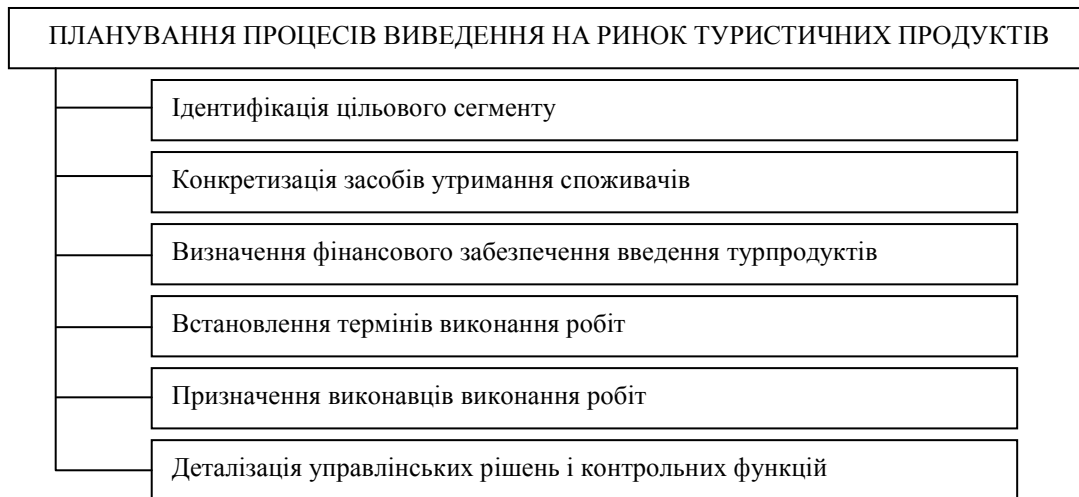 ПЛАНУВАННЯ ПРОЦЕСІВ ВИВЕДЕННЯ НА РИНОК ТУРИСТИЧНИХ ПРОДУКТІВ
Ідентифікація цільового сегменту
Конкретизація засобів утримання споживачів
Визначення фінансового забезпечення введення турпродуктів
Встановлення термінів виконання робіт
Призначення виконавців виконання робіт
Деталізація управлінських рішень і контрольних функцій